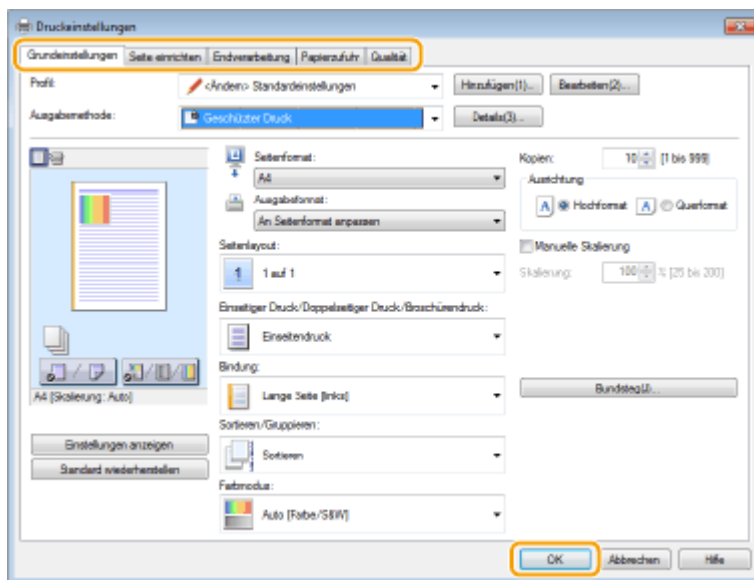 Druckeinstellungen
Grundeinstellungen Seite einrichten Endverarbeitung Papierzufuhr Qualität
Profil: <Ändern> Standardeinstellungen Hinzufügen(1)... Bearbeiten(2)...
Ausgabemethode: Geschützter Druck Details(3)...
Seitenformat: Kopien: 10 [1 bis 999]
A4 Ausrichtung
Ausgabeformat: A Hochformat A Querformat
An Seitenformat anpassen
Seitenlayout: Manuelle Skalierung
1 1 auf 1 Skalierung: 100 % [25 bis 200]
Einseitiger Druck/Doppelseitiger Druck/Broschürendruck:
Einseitendruck
Bindung:
A4 [Skalierung: Auto] Lange Seite [links] Bundsteg(J)...
Sortieren/Gruppieren:
Einstellungen anzeigen Sortieren
Standard wiederherstellen
Farbmodus:
Auto [Farbe/S&W]
OK Abbrechen Hilfe